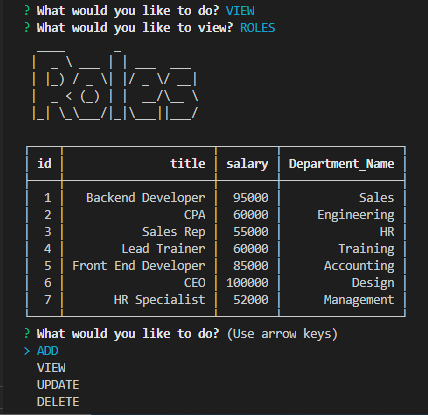 ? What would you like to do? VIEW
? What would you like to view? ROLES
Roles
id title salary Department_Name
1 Backend Developer 95000 Sales
2 CPA 60000 Engineering
3 Sales Rep 55000 HR
4 Lead Trainer 60000 Training
5 Front End Developer 85000 Accounting
6 CEO 100000 Design
7 HR Specialist 52000 Management
? What would you like to do? (Use arrow keys)
> ADD
VIEW
UPDATE
DELETE